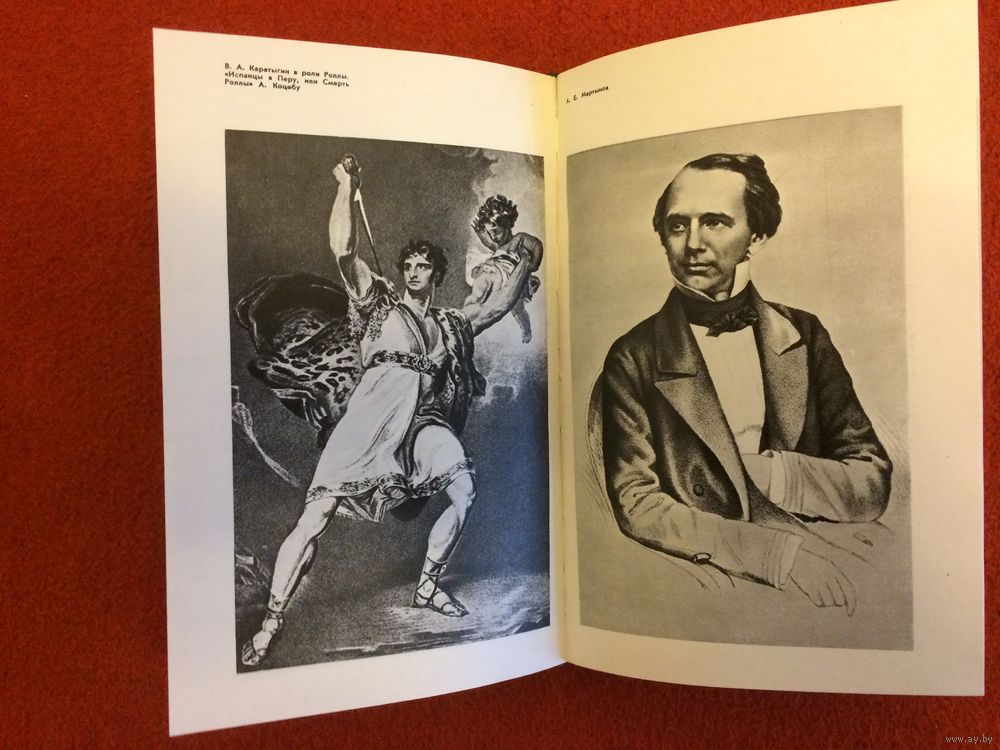 В. А. Каратыгин в роли Роллы.
«Испанцы в Перу, или Смерть
Роллы» А. Коцебу
А. Е. Мартынов
www.ay.by